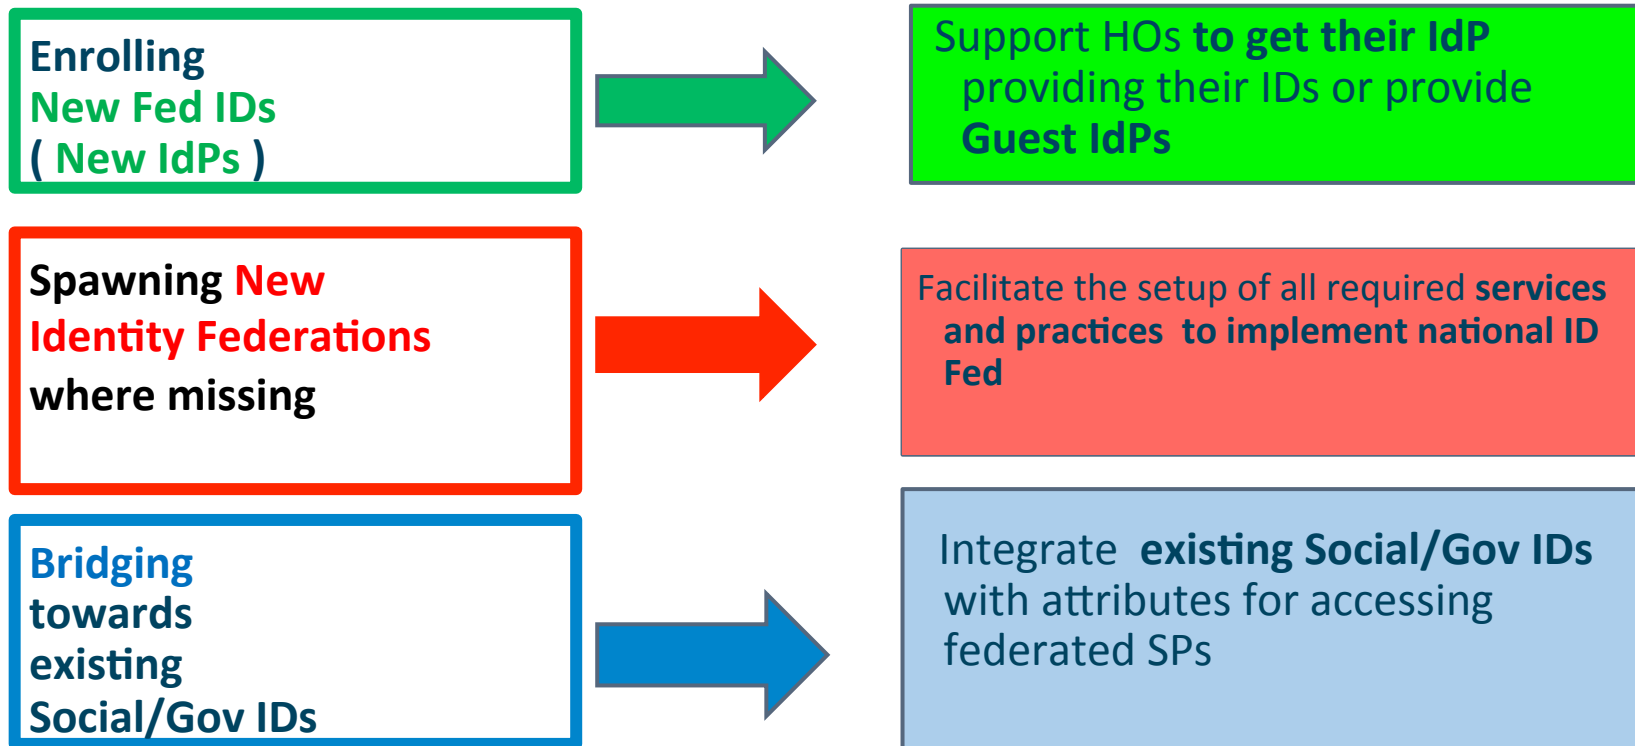 Enrolling
New Fed IDs
( New IdPs )
Support HOs to get their IdP
providing their IDs or provide
Guest IdPs
Spawning New
Identity Federations
where missing
Facilitate the setup of all required services
and practices to implement national ID
Fed
Bridging
towards
existing
Social/Gov IDs
Integrate existing Social/Gov IDs
with attributes for accessing
federated SPs